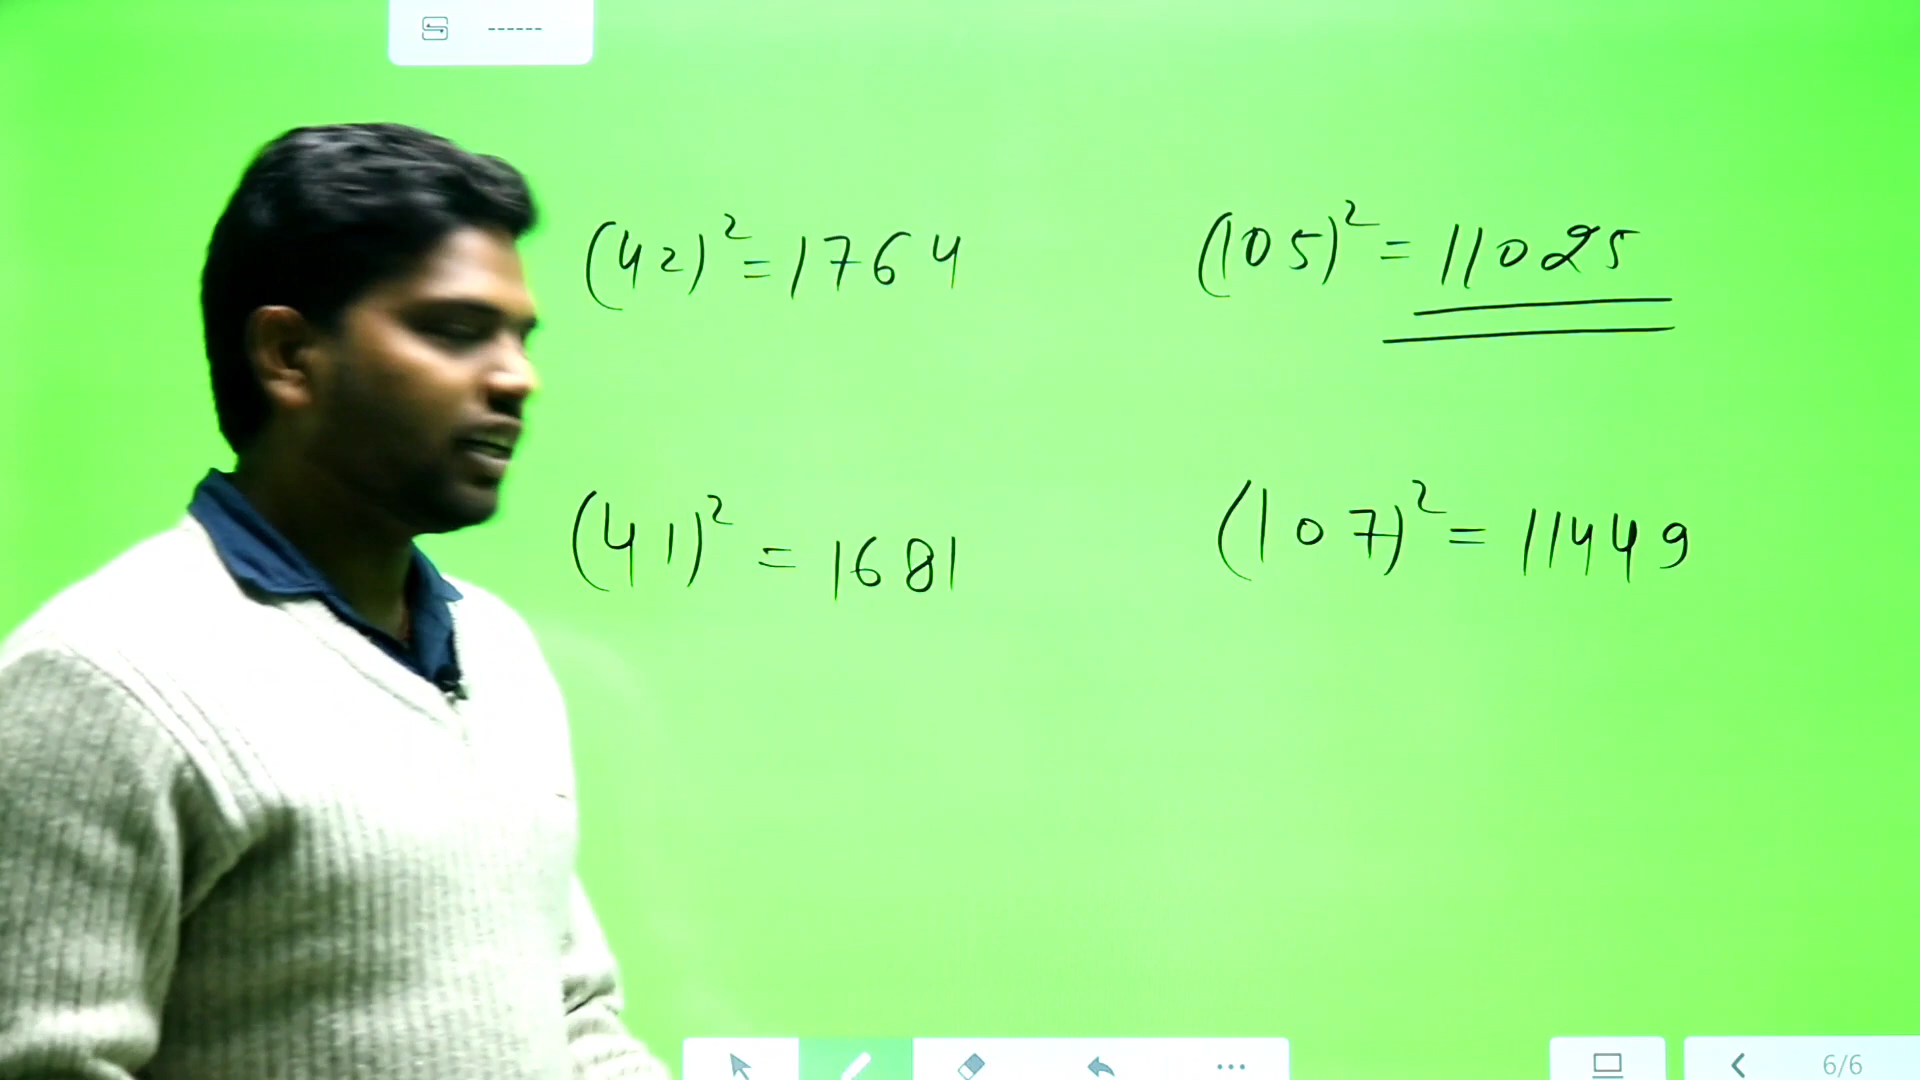 (42)² = 1764
(105)² = 11025
(41)² = 1681
(107)² = 11449
6/6